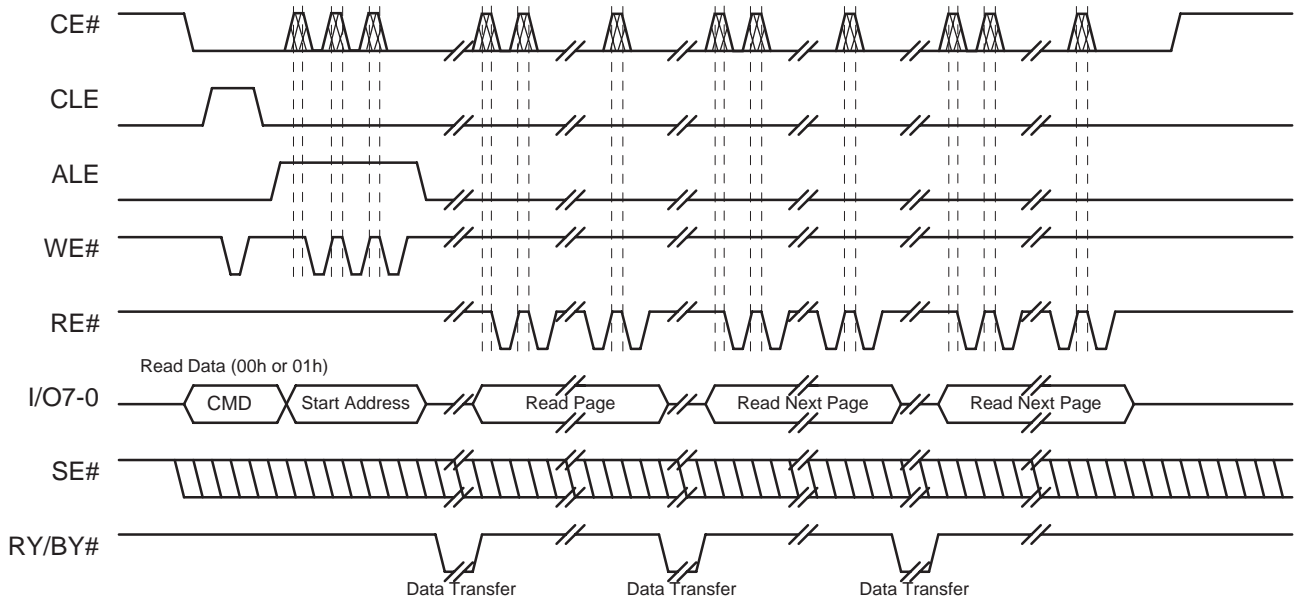 CE#
CLE
ALE
WE#
RE#
Read Data (00h or 01h)
I/O7-0
CMD
Start Address
Read Page
Read Next Page
Read Next Page
SE#
RY/BY#
Data Transfer
Data Transfer
Data Transfer